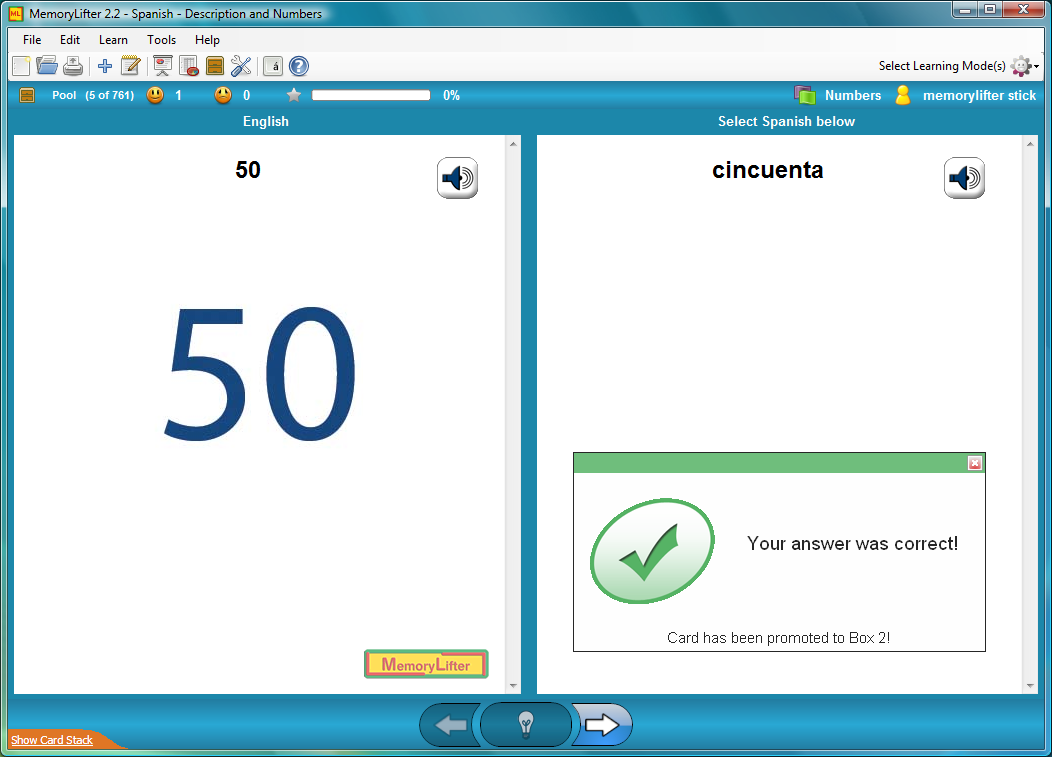 ML MemoryLifter 2.2 - Spanish - Description and Numbers
File Edit Learn Tools Help
á ? Select Learning Mode(s)
Pool (5 of 761) 1 0 0% Numbers memorylifter stick
English
Select Spanish below
50
cincuenta
50
Your answer was correct!
Card has been promoted to Box 2!
MemoryLifter
Show Card Stack